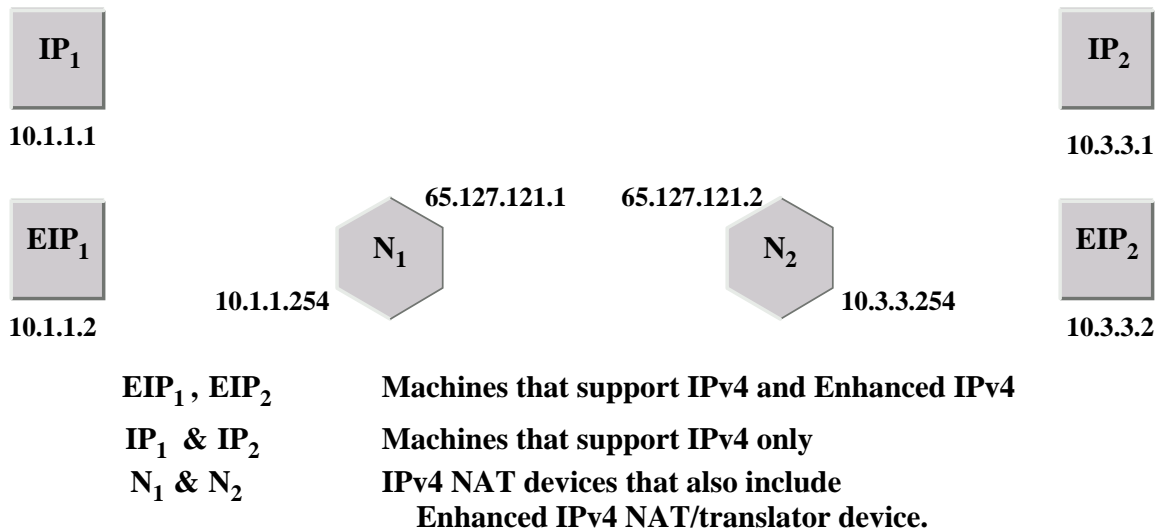 IP1
IP2
10.1.1.1
10.3.3.1
65.127.121.1
65.127.121.2
EIP1
N1
N2
EIP2
10.1.1.254
10.3.3.254
10.1.1.2
10.3.3.2
EIP1 , EIP2 Machines that support IPv4 and Enhanced IPv4
IP1 & IP2 Machines that support IPv4 only
N1 & N2 IPv4 NAT devices that also include
Enhanced IPv4 NAT/translator device.